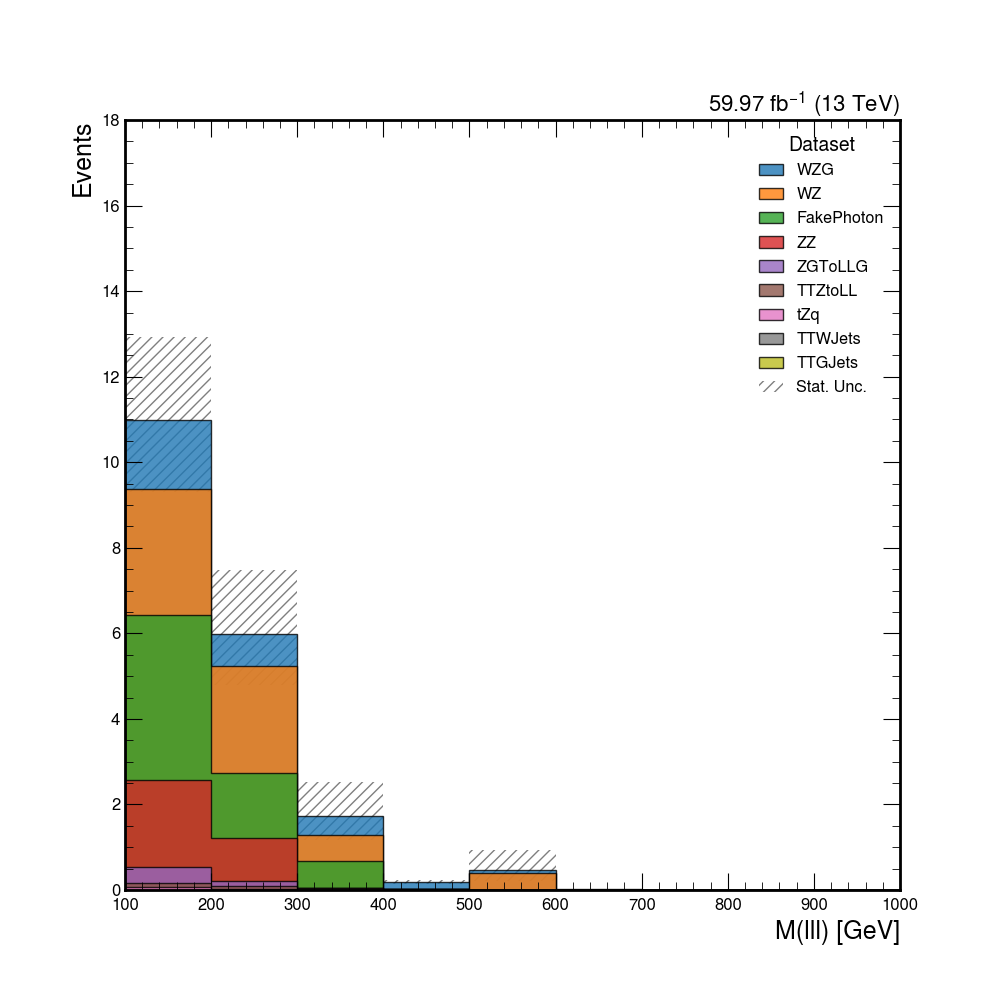 59.97 fb⁻¹ (13 TeV)
Events
18
16
14
12
10
8
6
4
2
0
Dataset
WZG
WZ
FakePhoton
ZZ
ZGToLLG
TTZtoLL
tZq
TTWJets
TTGJets
Stat. Unc.
100 200 300 400 500 600 700 800 900 1000
M(lll) [GeV]